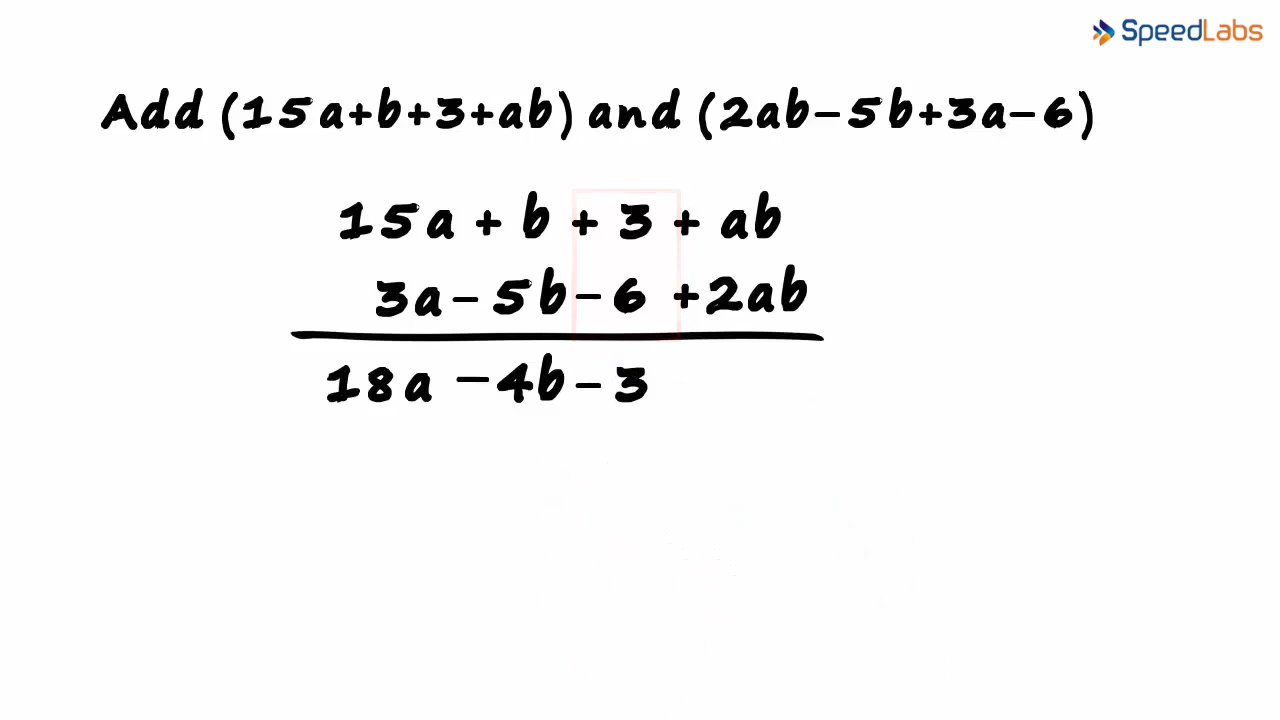 SpeedLabs
Add (15a+b+3+ab) and (2ab-5b+3a-6)
15a + b + 3 + ab
3a - 5b - 6 + 2ab
18a - 4b - 3